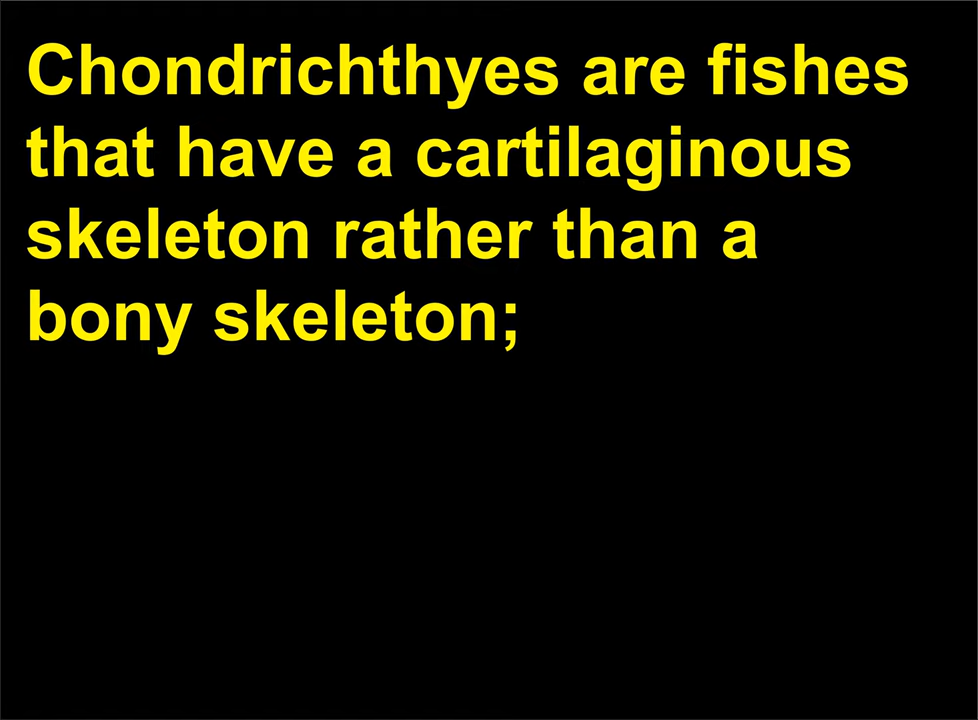 Chondrichthyes are fishes
that have a cartilaginous
skeleton rather than a
bony skeleton;